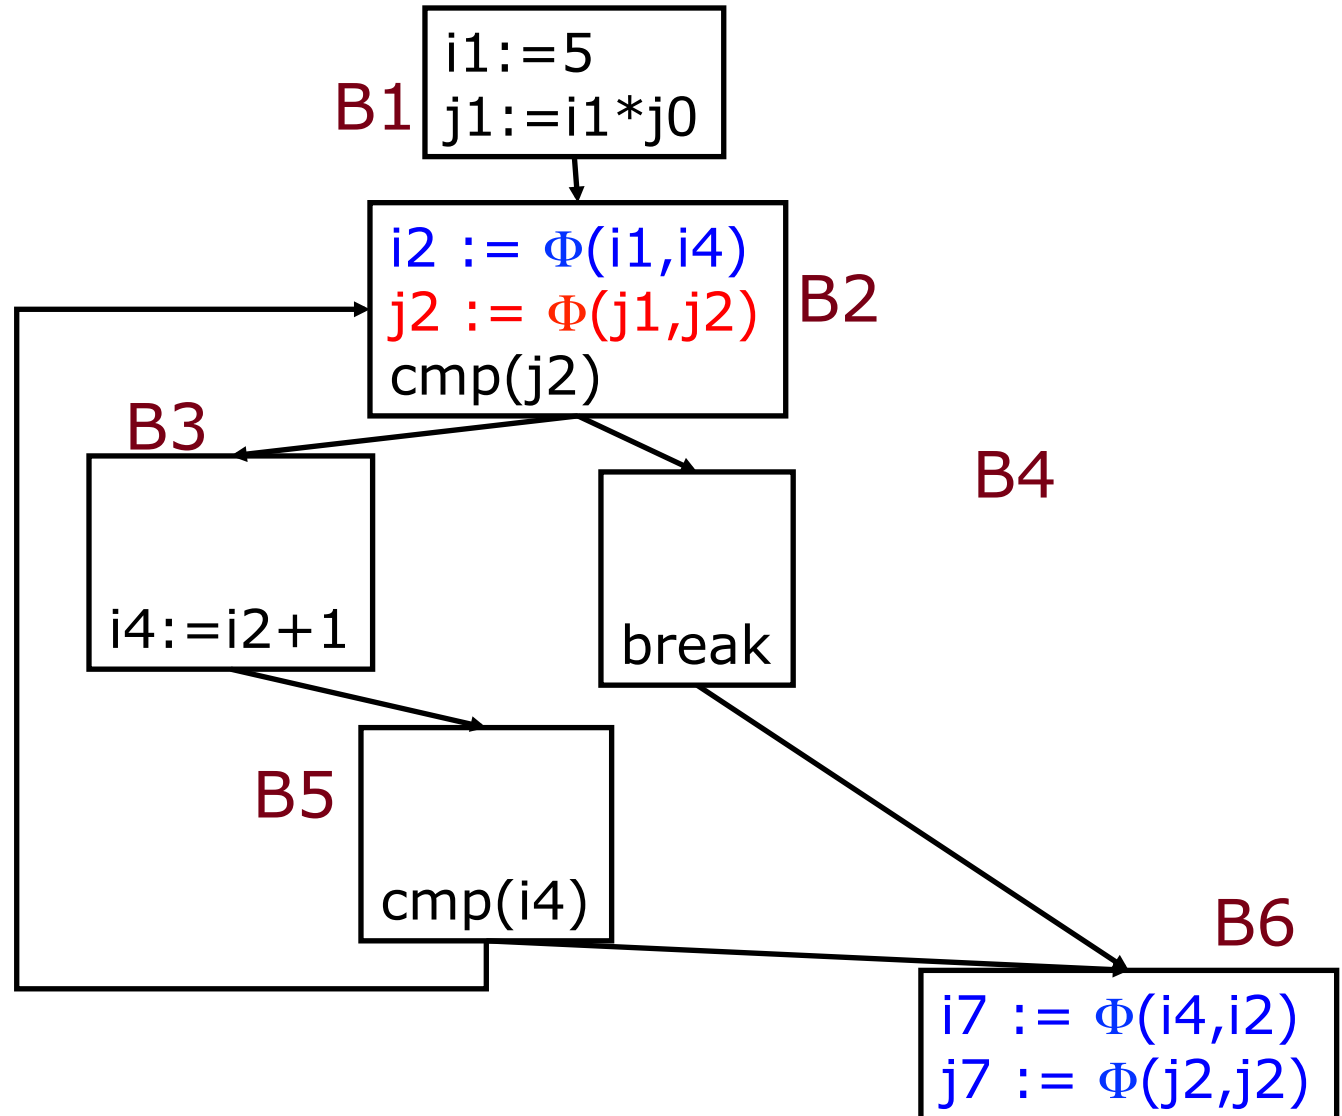 B1
i1:=5
j1:=i1*j0
i2 := Φ(i1,i4)
j2 := Φ(j1,j2)
cmp(j2)
B2
B3
i4:=i2+1
B4
break
B5
cmp(i4)
B6
i7 := Φ(i4,i2)
j7 := Φ(j2,j2)